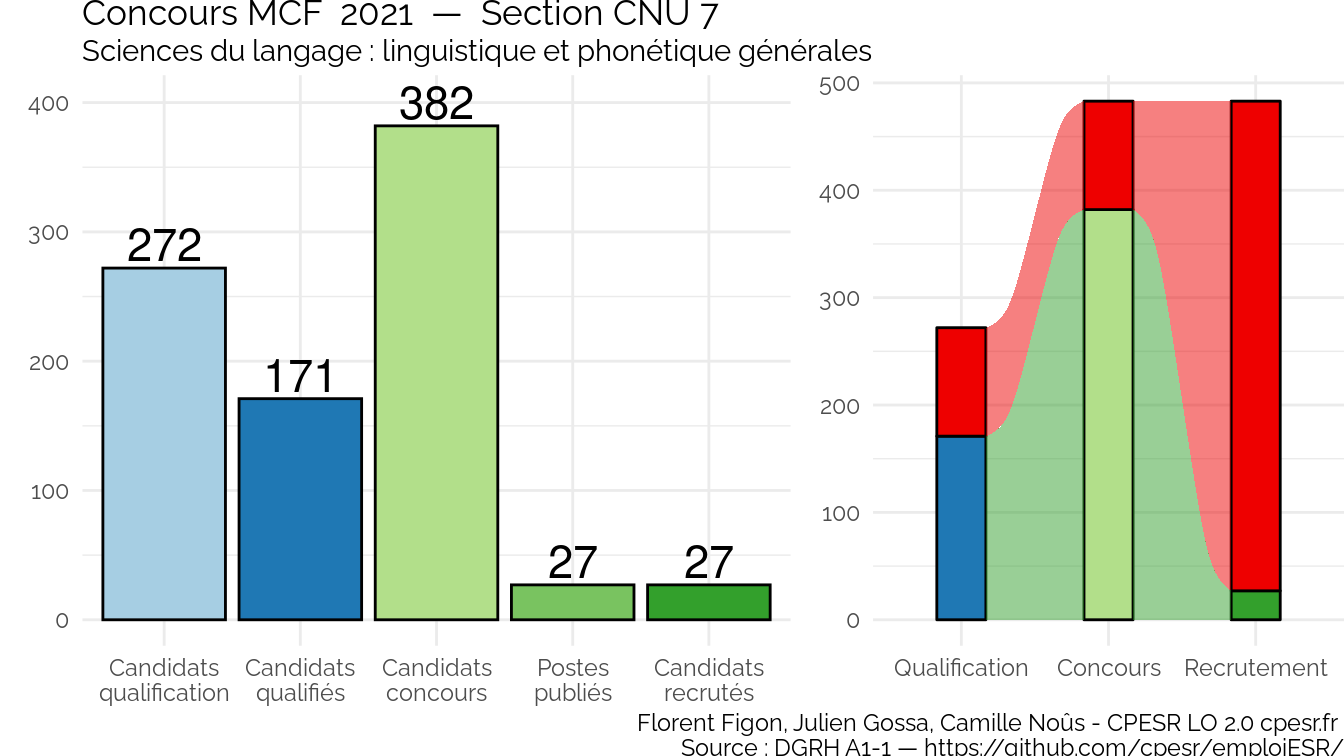 Concours MCF 2021 — Section CNU 7
Sciences du langage : linguistique et phonétique générales
400
300
200
100
0
272
171
382
27
27
Candidats qualification
Candidats qualifiés
Candidats concours
Postes publiés
Candidats recrutés
500
400
300
200
100
0
Qualification
Concours
Recrutement
Florent Figon, Julien Gossa, Camille Noûs - CPESR LO 2.0 cpesr.fr
Source : DGRH A1-1 — https://github.com/cpesr/emploiESR/